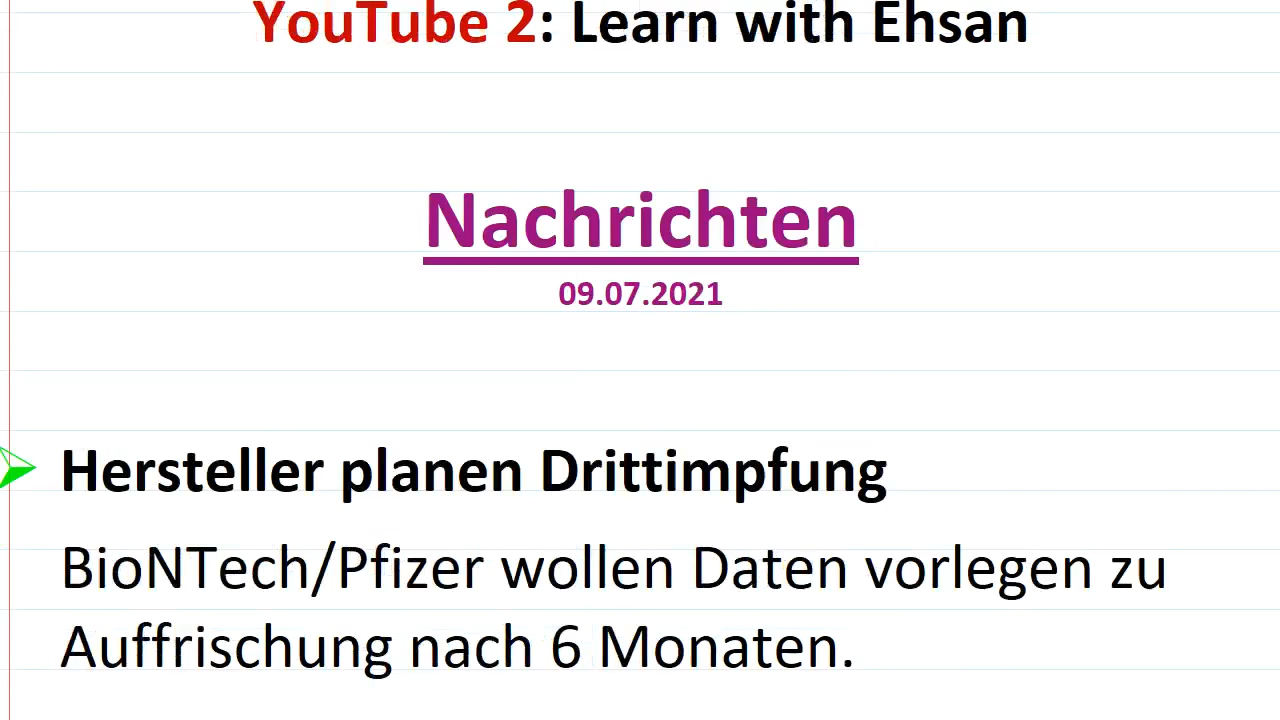 YouTube 2: Learn with Ehsan
Nachrichten
09.07.2021
Hersteller planen Drittimpfung
BioNTech/Pfizer wollen Daten vorlegen zu
Auffrischung nach 6 Monaten.